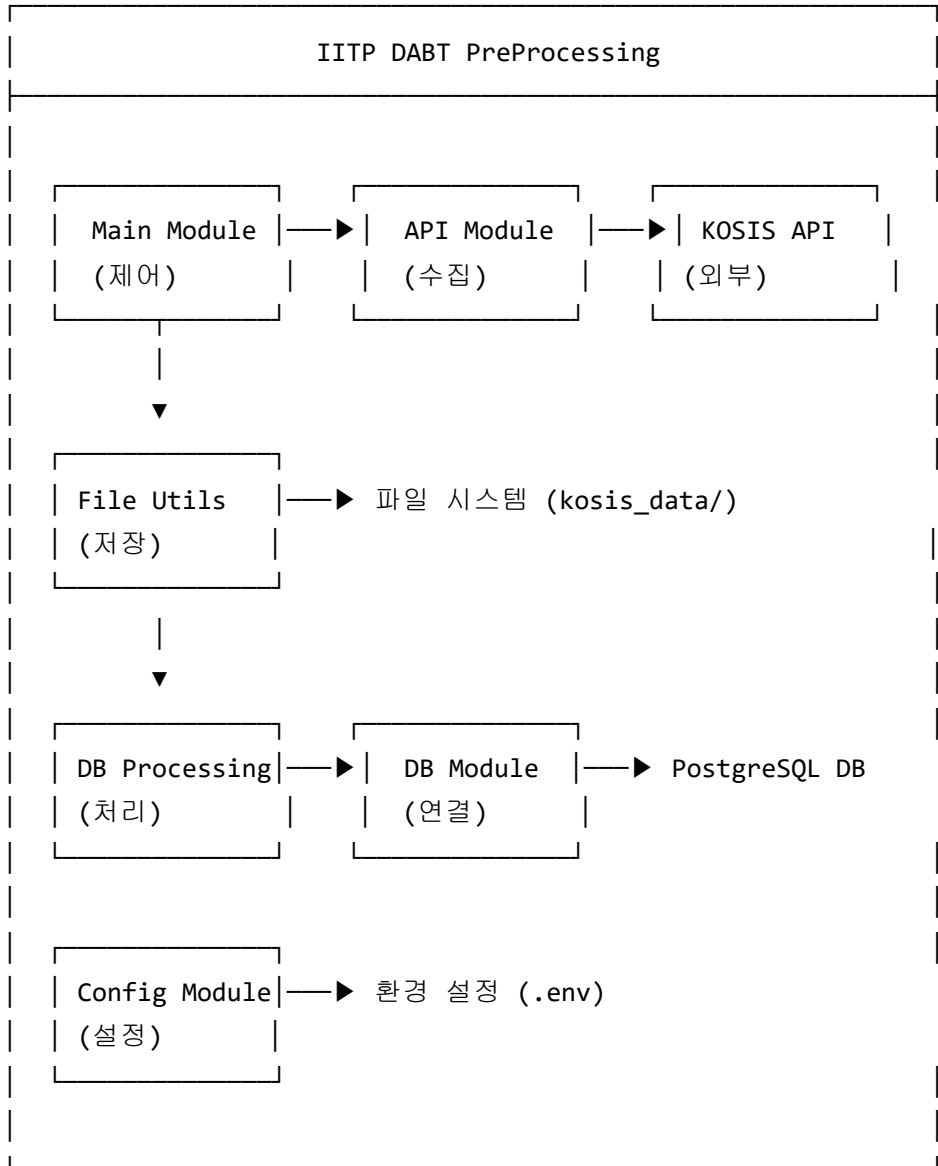 IITP DABT PreProcessing
Main Module API Module KOSIS API
(제어) (수집) (외부)
File Utils 파일 시스템 (kosis_data/)
(저장)
DB Processing DB Module PostgreSQL DB
(처리) (연결)
Config Module 환경 설정 (.env)
(설정)